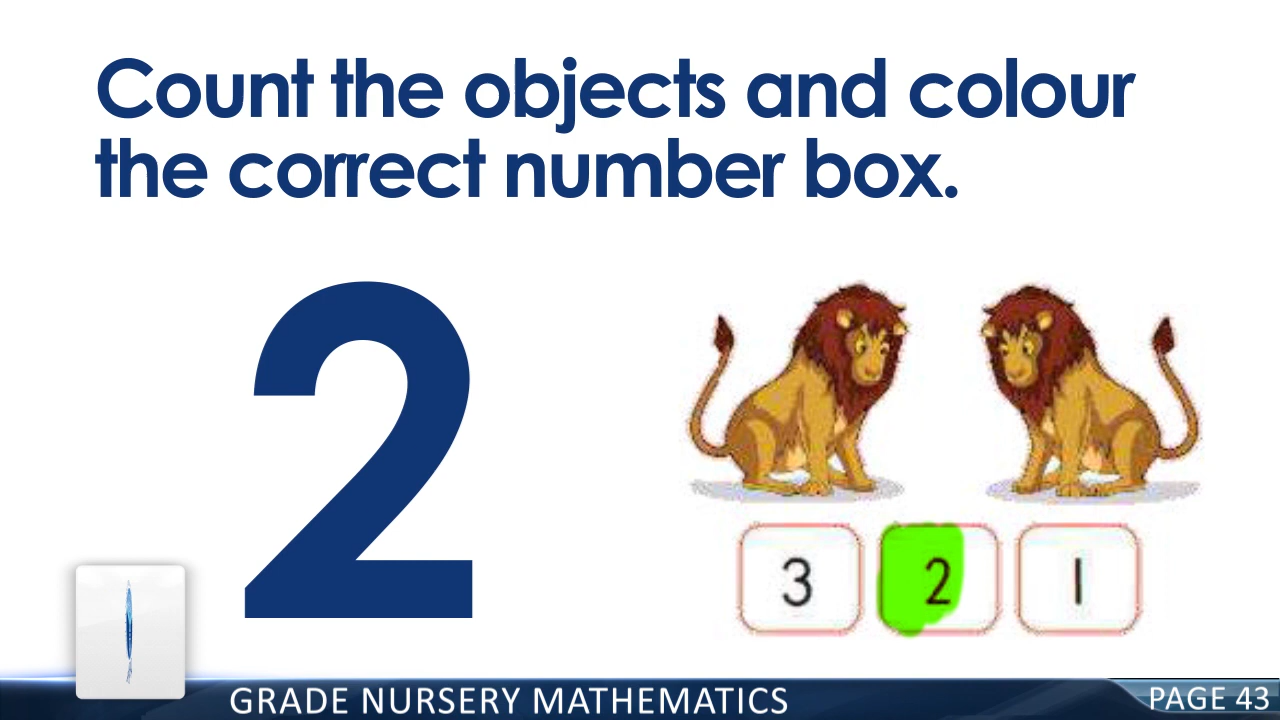 Count the objects and colour
the correct number box.
2
3 2 1
GRADE NURSERY MATHEMATICS
PAGE 43